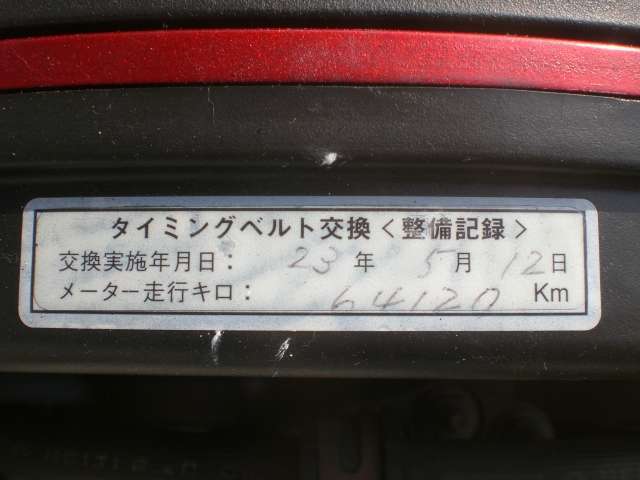 タイミングベルト交換<整備記録>
交換実施年月日: 23 年 5 月 12 日
メーター走行キロ: 64120 Km